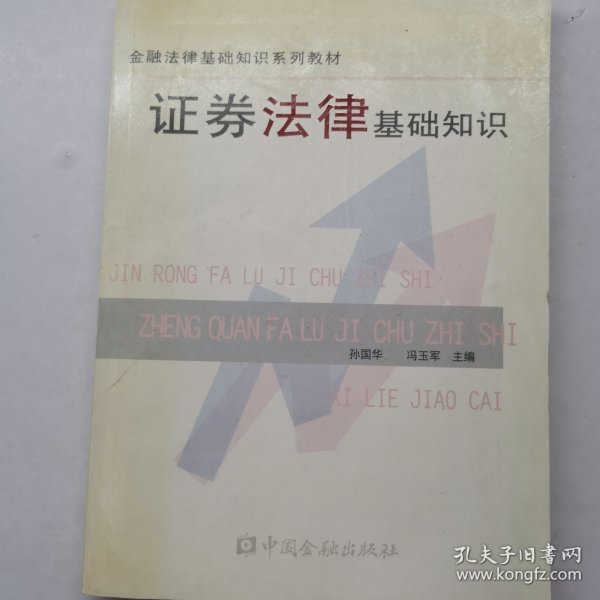 金融法律基础知识系列教材
证券法律基础知识
JIN RONG FA LU JI CHU ZHI SHI
ZHENG QUAN FA LU JI CHU ZHI SHI
孙国华 冯玉军 主编
XI LIE JIAO CAI
中国金融出版社
孔夫子旧书网
www.kongfz.com